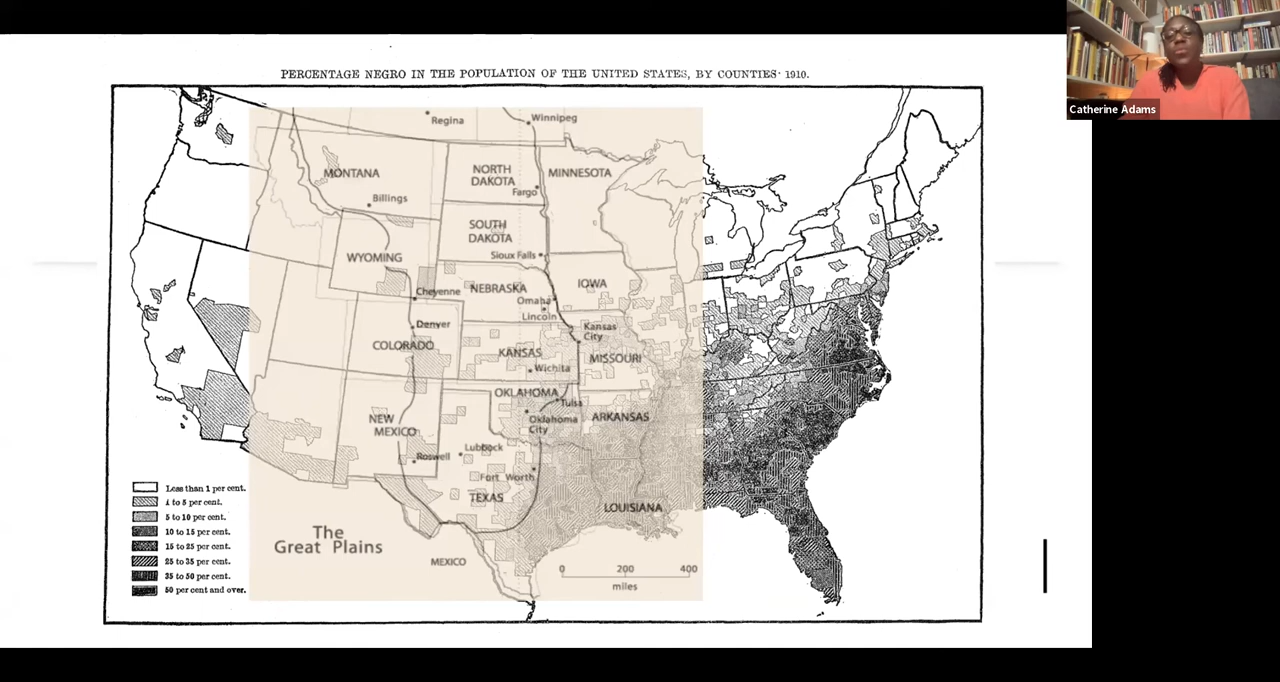 PERCENTAGE NEGRO IN THE POPULATION OF THE UNITED STATES, BY COUNTIES: 1910.
Catherine Adams
Regina
Winnipeg
MONTANA
Billings
NORTH
DAKOTA
Fargo
MINNESOTA
SOUTH
DAKOTA
Sioux Falls
WYOMING
Cheyenne
NEBRASKA
IOWA
Omaha
Lincoln
Denver
COLORADO
Kansas
City
KANSAS
MISSOURI
Wichita
OKLAHOMA
Tulsa
Oklahoma
City
ARKANSAS
NEW
MEXICO
Roswell
Lubbock
Fort Worth
TEXAS
LOUISIANA
The
Great Plains
MEXICO
0 200 400
miles
Less than 1 per cent.
1 to 5 per cent.
5 to 10 per cent.
10 to 15 per cent.
15 to 25 per cent.
25 to 35 per cent.
35 to 50 per cent.
50 per cent and over.